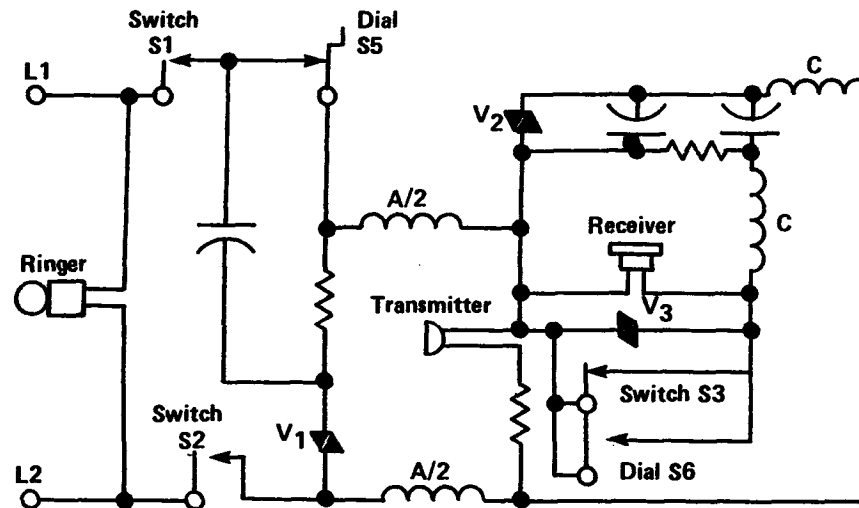 Switch
S1
Dial
S5
L1
C
V2
A/2
Receiver
C
Ringer
Transmitter
V3
Switch
S2
V1
Switch S3
A/2
Dial S6
L2